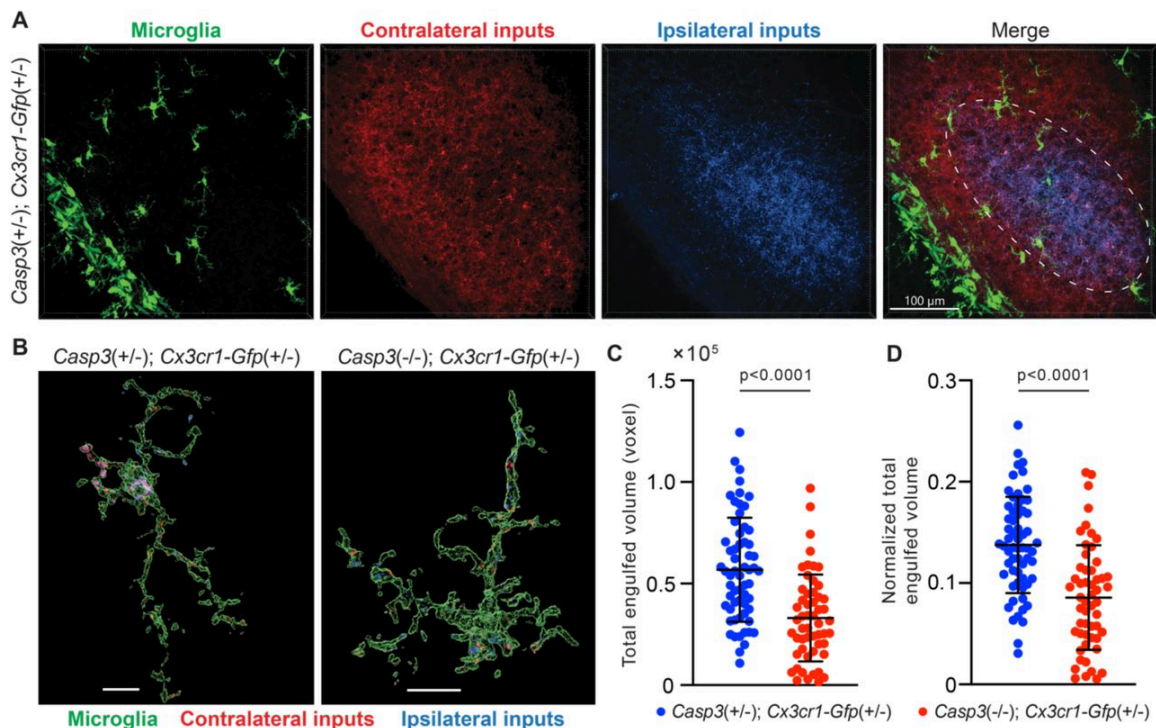 A
Microglia
Contralateral inputs
Ipsilateral inputs
Merge
Casp3(+/-); Cx3cr1-Gfp(+/-)
100 μm
B
Casp3(+/-); Cx3cr1-Gfp(+/-)
Casp3(-/-); Cx3cr1-Gfp(+/-)
Microglia
Contralateral inputs
Ipsilateral inputs
C
×10⁵
Total engulfed volume (voxel)
1.5
1.0
0.5
0
p<0.0001
D
Normalized total
engulfed volume
0.3
0.2
0.1
0
p<0.0001
Casp3(+/-); Cx3cr1-Gfp(+/-)
Casp3(-/-); Cx3cr1-Gfp(+/-)